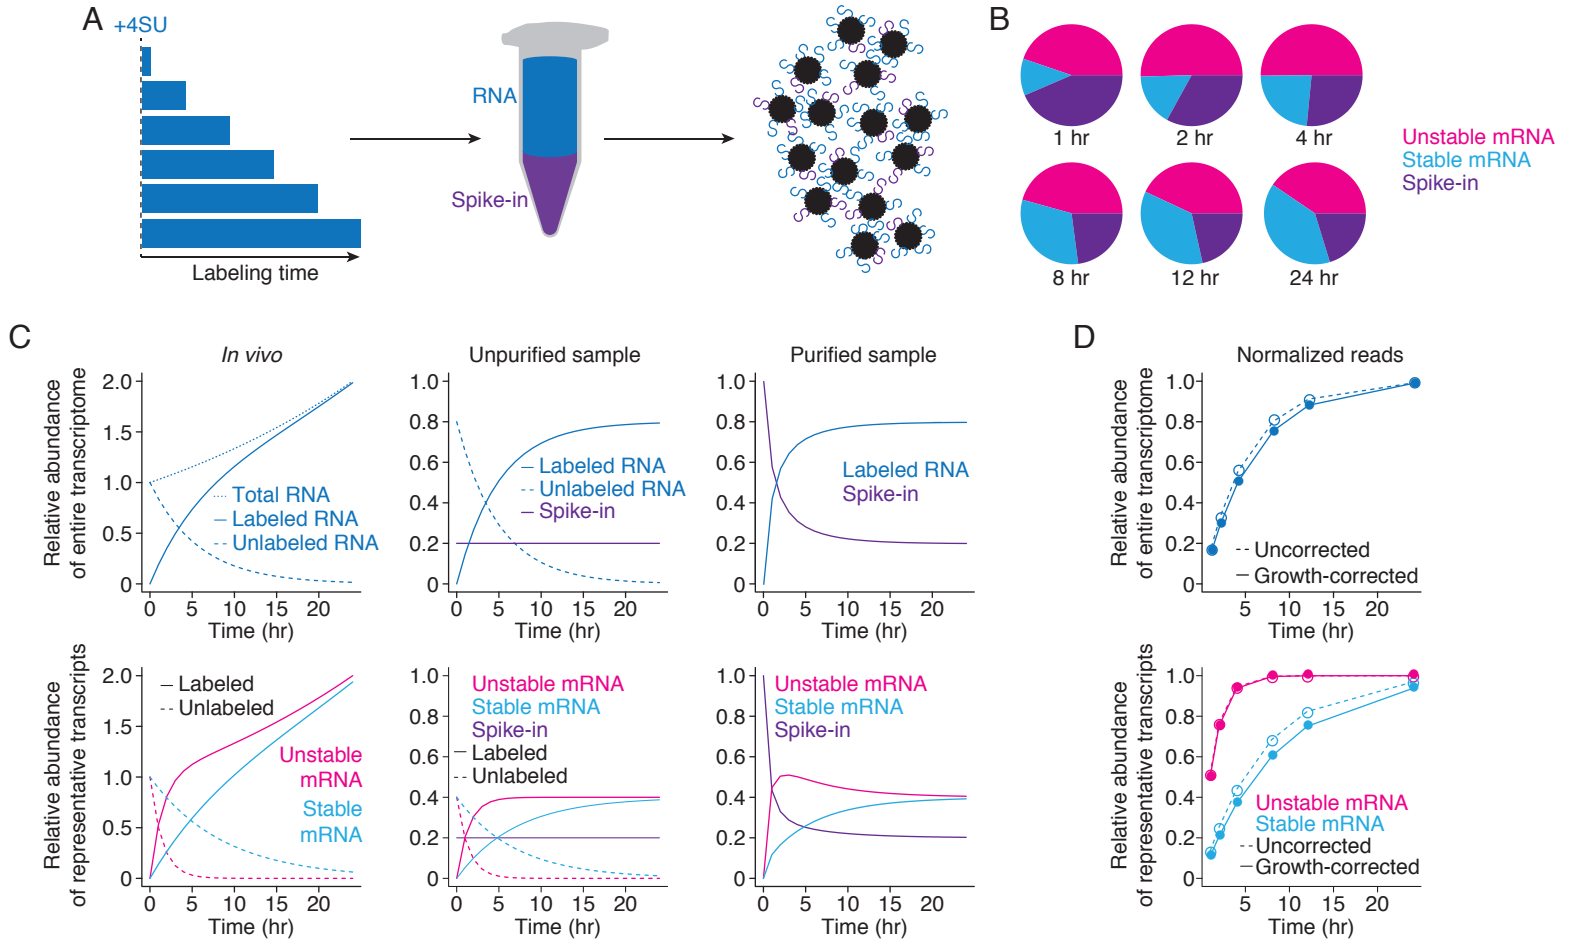 A
+4SU
Labeling time
RNA
Spike-in
B
1 hr
2 hr
4 hr
8 hr
12 hr
24 hr
Unstable mRNA
Stable mRNA
Spike-in
C
In vivo
Relative abundance
of entire transcriptome
2.0
1.5
1.0
0.5
0
Total RNA
Labeled RNA
Unlabeled RNA
0 5 10 15 20
Time (hr)
Unpurified sample
1.0
0.8
0.6
0.4
0.2
0
Labeled RNA
Unlabeled RNA
Spike-in
0 5 10 15 20
Time (hr)
Purified sample
1.0
0.8
0.6
0.4
0.2
0
Labeled RNA
Spike-in
0 5 10 15 20
Time (hr)
Relative abundance
of representative transcripts
2.0
1.5
1.0
0.5
0
Labeled
Unlabeled
Unstable
mRNA
Stable
mRNA
0 5 10 15 20
Time (hr)
1.0
0.8
0.6
0.4
0.2
0
Unstable mRNA
Stable mRNA
Spike-in
Labeled
Unlabeled
0 5 10 15 20
Time (hr)
1.0
0.8
0.6
0.4
0.2
0
Unstable mRNA
Stable mRNA
Spike-in
0 5 10 15 20
Time (hr)
D
Normalized reads
Relative abundance
of entire transcriptome
1.0
0.8
0.6
0.4
0.2
0
Uncorrected
Growth-corrected
5 10 15 20
Time (hr)
Relative abundance
of representative transcripts
1.0
0.8
0.6
0.4
0.2
0
Unstable mRNA
Stable mRNA
Uncorrected
Growth-corrected
5 10 15 20
Time (hr)